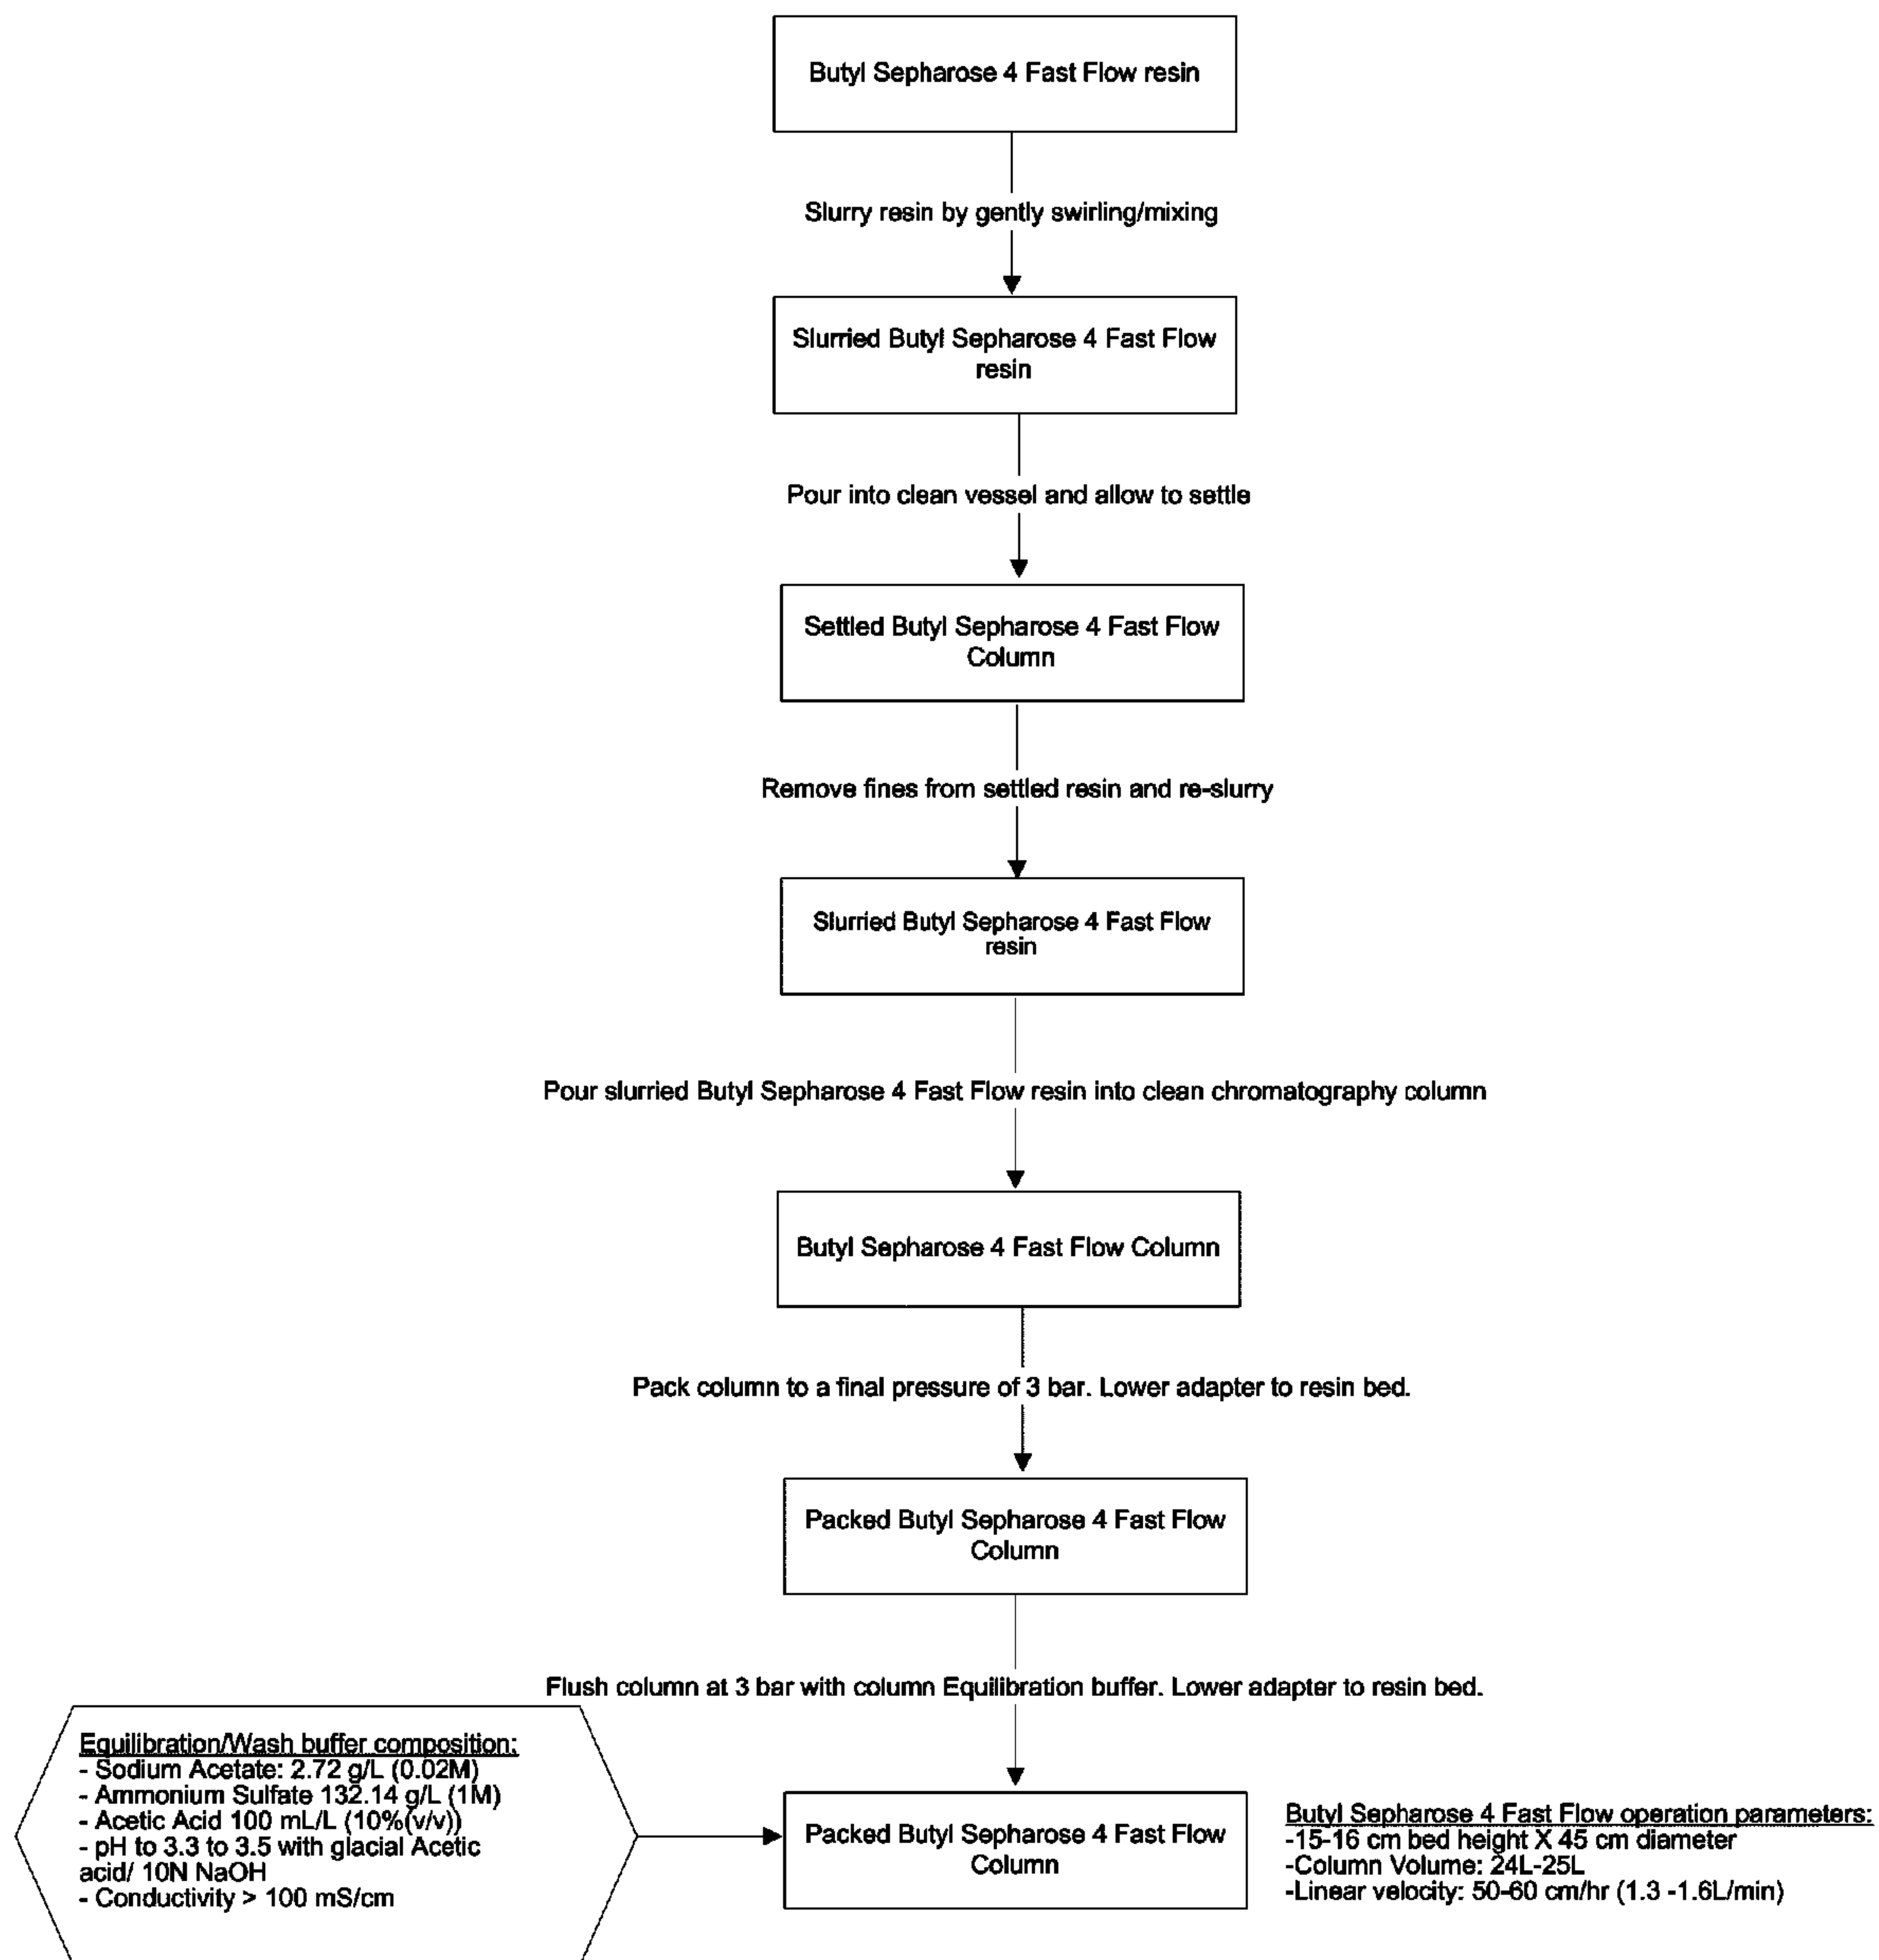 Butyl Sepharose 4 Fast Flow resin
Slurry resin by gently swirling/mixing
Slurried Butyl Sepharose 4 Fast Flow
resin
Pour into clean vessel and allow to settle
Settled Butyl Sepharose 4 Fast Flow
Column
Remove fines from settled resin and re-slurry
Slurried Butyl Sepharose 4 Fast Flow
resin
Pour slurried Butyl Sepharose 4 Fast Flow resin into clean chromatography column
Butyl Sepharose 4 Fast Flow Column
Pack column to a final pressure of 3 bar. Lower adapter to resin bed.
Packed Butyl Sepharose 4 Fast Flow
Column
Flush column at 3 bar with column Equilibration buffer. Lower adapter to resin bed.
Equilibration/Wash buffer composition:
- Sodium Acetate: 2.72 g/L (0.02M)
- Ammonium Sulfate 132.14 g/L (1M)
- Acetic Acid 100 mL/L (10%(v/v))
- pH to 3.3 to 3.5 with glacial Acetic
acid/ 10N NaOH
- Conductivity > 100 mS/cm
Packed Butyl Sepharose 4 Fast Flow
Column
Butyl Sepharose 4 Fast Flow operation parameters:
-15-16 cm bed height X 45 cm diameter
-Column Volume: 24L-25L
-Linear velocity: 50-60 cm/hr (1.3 -1.6L/min)